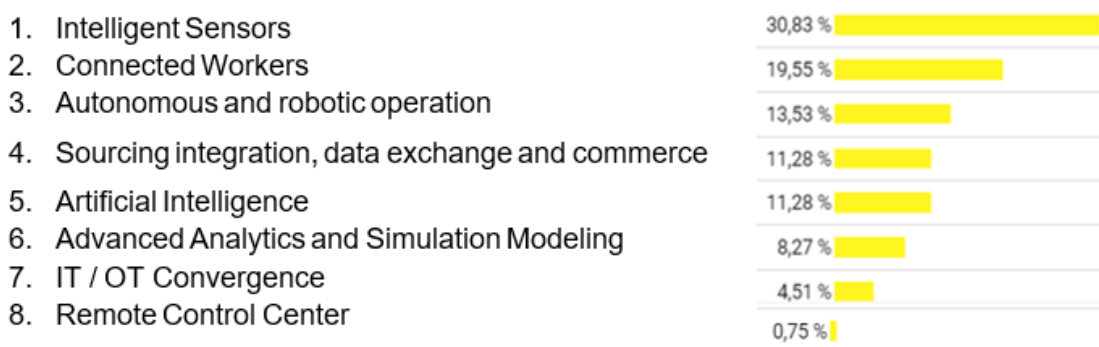 1. Intelligent Sensors 30,83 %
2. Connected Workers 19,55 %
3. Autonomous and robotic operation 13,53 %
4. Sourcing integration, data exchange and commerce 11,28 %
5. Artificial Intelligence 11,28 %
6. Advanced Analytics and Simulation Modeling 8,27 %
7. IT / OT Convergence 4,51 %
8. Remote Control Center 0,75 %